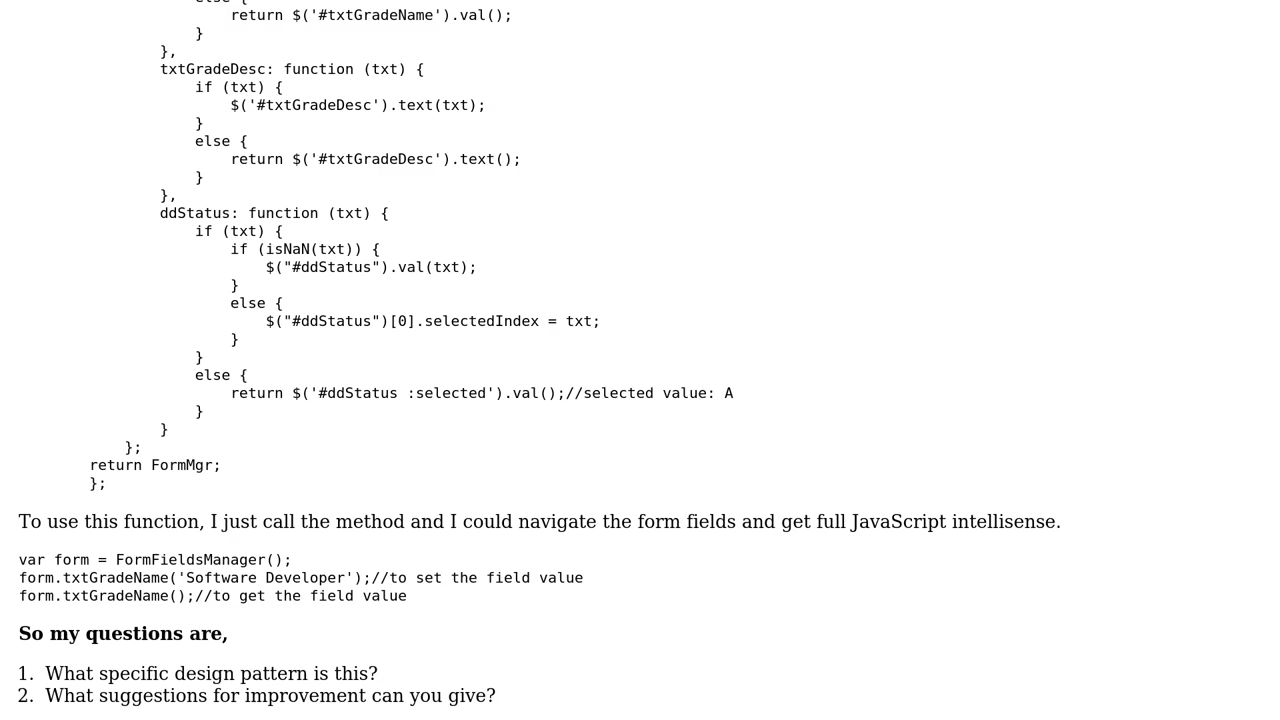 else {
return $('#txtGradeName').val();
}
},
txtGradeDesc: function (txt) {
if (txt) {
$('#txtGradeDesc').text(txt);
}
else {
return $('#txtGradeDesc').text();
}
},
ddStatus: function (txt) {
if (txt) {
if (isNaN(txt)) {
$("#ddStatus").val(txt);
}
else {
$("#ddStatus")[0].selectedIndex = txt;
}
}
else {
return $('#ddStatus :selected').val();//selected value: A
}
}
};
return FormMgr;
};
To use this function, I just call the method and I could navigate the form fields and get full JavaScript intellisense.
var form = FormFieldsManager();
form.txtGradeName('Software Developer');//to set the field value
form.txtGradeName();//to get the field value
So my questions are,
1. What specific design pattern is this?
2. What suggestions for improvement can you give?